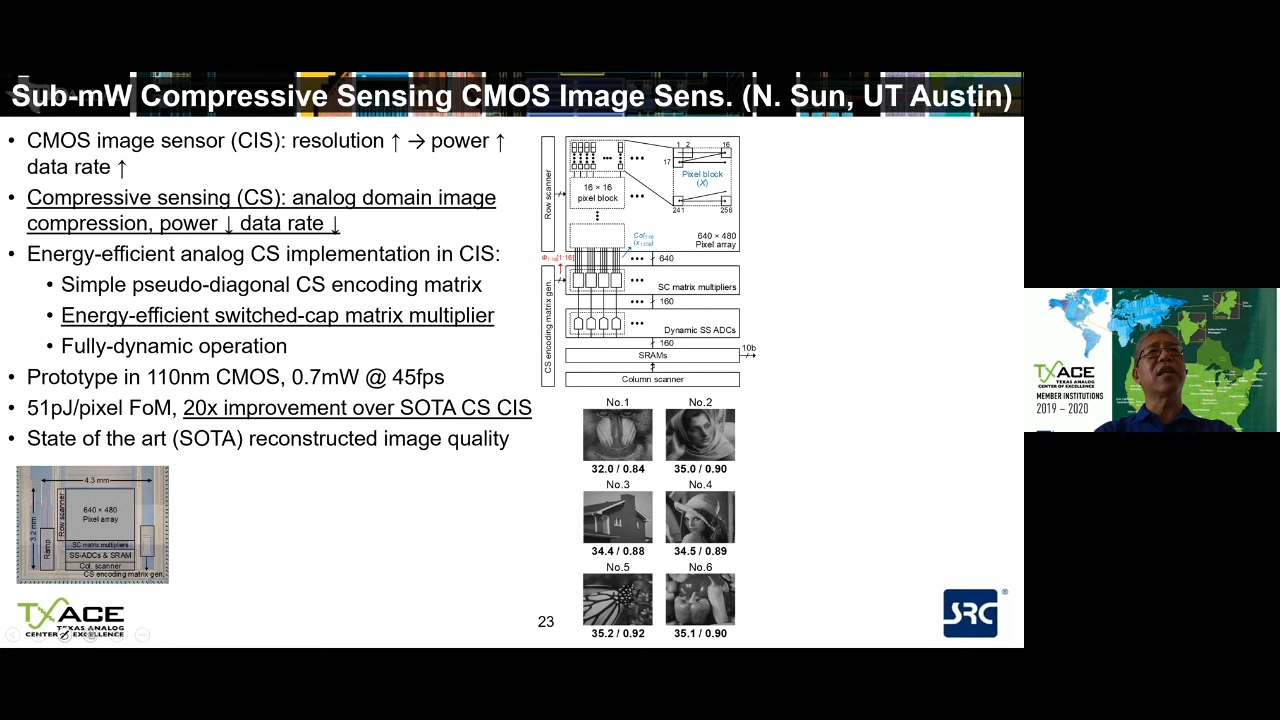 Sub-mW Compressive Sensing CMOS Image Sens. (N. Sun, UT Austin)
• CMOS image sensor (CIS): resolution ↑ → power ↑
data rate ↑
• Compressive sensing (CS): analog domain image
compression, power ↓ data rate ↓
• Energy-efficient analog CS implementation in CIS:
• Simple pseudo-diagonal CS encoding matrix
• Energy-efficient switched-cap matrix multiplier
• Fully-dynamic operation
• Prototype in 110nm CMOS, 0.7mW @ 45fps
• 51pJ/pixel FoM, 20x improvement over SOTA CS CIS
• State of the art (SOTA) reconstructed image quality
4.3 mm
3.2 mm
Row scanner
640 × 480
Pixel array
Ramp
SC matrix multipliers
SS-ADCs & SRAM
Col. scanner
CS encoding matrix gen.
TxACE
TEXAS ANALOG
CENTER of EXCELLENCE
Row scanner
1 2 16
17
Pixel block
(X)
241 256
16 × 16
pixel block
640 × 480
Pixel array
640
CS encoding matrix gen.
SC matrix multipliers
160
Dynamic SS ADCs
160
SRAMs
10b
Column scanner
No.1 No.2
32.0 / 0.84 35.0 / 0.90
No.3 No.4
34.4 / 0.88 34.5 / 0.89
No.5 No.6
35.2 / 0.92 35.1 / 0.90
23
SRC
®
TxACE
TEXAS ANALOG
CENTER OF EXCELLENCE
MEMBER INSTITUTIONS
2019 – 2020